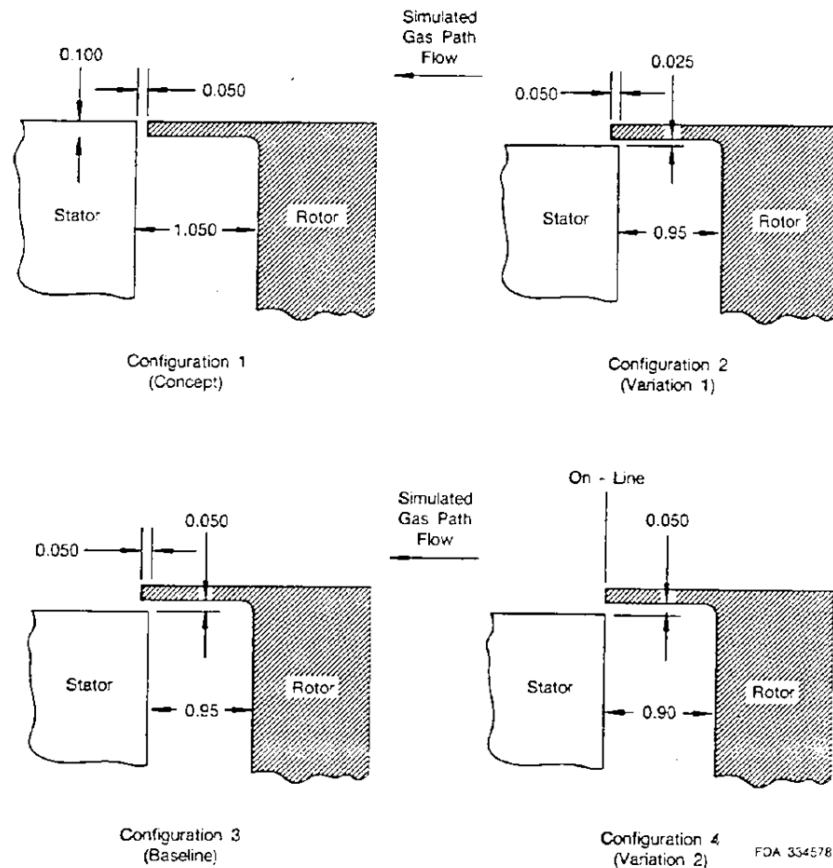 Simulated
Gas Path
Flow
0.100
0.050
Stator
Rotor
1.050
Configuration 1
(Concept)
0.025
0.050
Stator
Rotor
0.95
Configuration 2
(Variation 1)
Simulated
Gas Path
Flow
0.050
0.050
Stator
Rotor
0.95
Configuration 3
(Baseline)
On - Line
0.050
Stator
Rotor
0.90
Configuration 4
(Variation 2)
FDA 334578